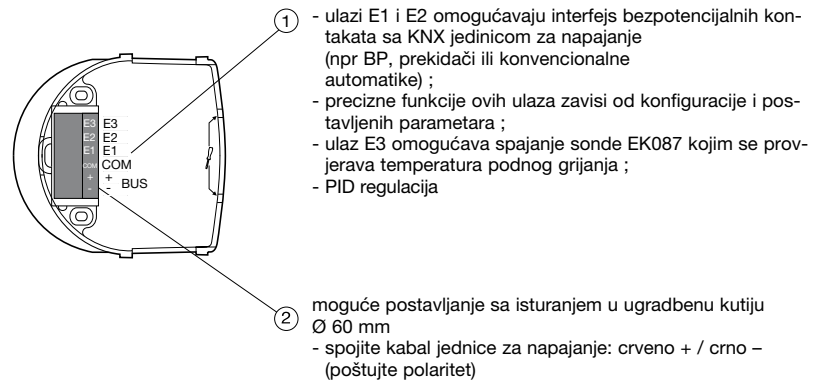 1
- ulazi E1 i E2 omogućavaju interfejs bezpotencijalnih kon-
takata sa KNX jedinicom za napajanje
(npr BP, prekidači ili konvencionalne
automatike) ;
- precizne funkcije ovih ulaza zavisi od konfiguracije i pos-
tavljenih parametara ;
- ulaz E3 omogućava spajanje sonde EK087 kojim se prov-
jerava temperatura podnog grijanja ;
- PID regulacija
E3 E3
E2 E2
E1 E1
COM COM
+ +
- -
BUS
2
moguće postavljanje sa isturanjem u ugradbenu kutiju
Ø 60 mm
- spojite kabal jednice za napajanje: crveno + / crno –
(poštujte polaritet)